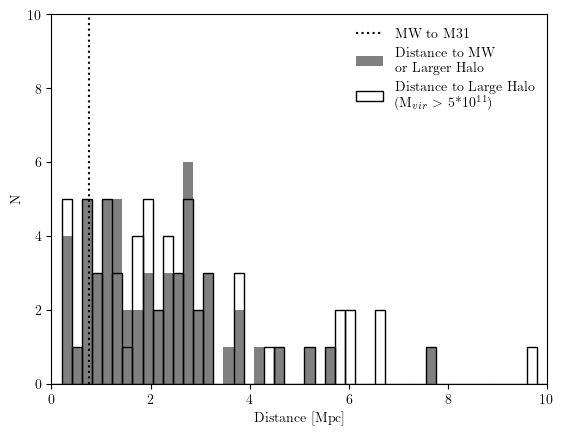 MW to M31
Distance to MW
or Larger Halo
Distance to Large Halo
(M_{vir} > 5*10^{11})
10
8
6
4
2
0
N
0 2 4 6 8 10
Distance [Mpc]